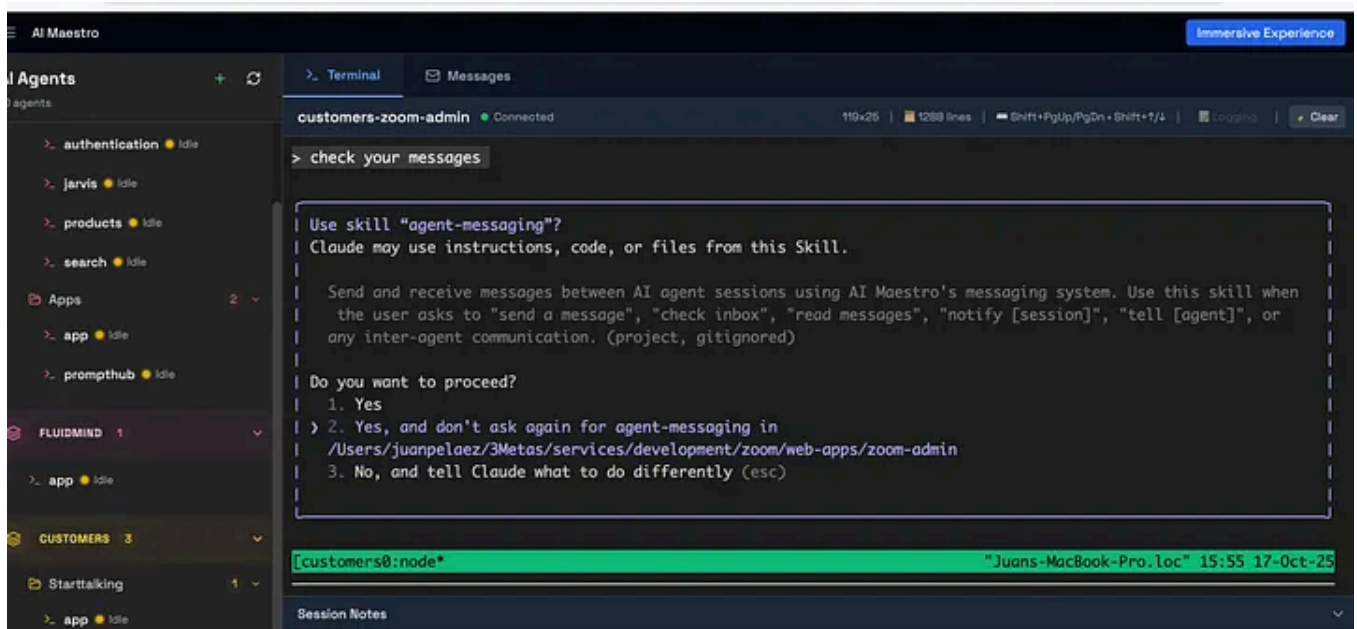 AI Maestro
Immersive Experience
AI Agents
agents
>_ authentication Idle
>_ jarvis Idle
>_ products Idle
>_ search Idle
Apps 2
>_ app Idle
>_ prompthub Idle
FLUIDMIND 1
>_ app Idle
CUSTOMERS 3
Starttalking 1
>_ app Idle
>_ Terminal
Messages
customers-zoom-admin Connected
119x26 | 1288 lines | Shift+PgUp/PgDn • Shift+↑/↓ | Logging | Clear
> check your messages
Use skill “agent-messaging”?
Claude may use instructions, code, or files from this Skill.
Send and receive messages between AI agent sessions using AI Maestro's messaging system. Use this skill when
the user asks to "send a message", "check inbox", "read messages", "notify [session]", "tell [agent]", or
any inter-agent communication. (project, gitignored)
Do you want to proceed?
1. Yes
❯ 2. Yes, and don't ask again for agent-messaging in
/Users/juanpelaez/3Metas/services/development/zoom/web-apps/zoom-admin
3. No, and tell Claude what to do differently (esc)
[customers0:node* "Juans-MacBook-Pro.loc" 15:55 17-Oct-25
Session Notes